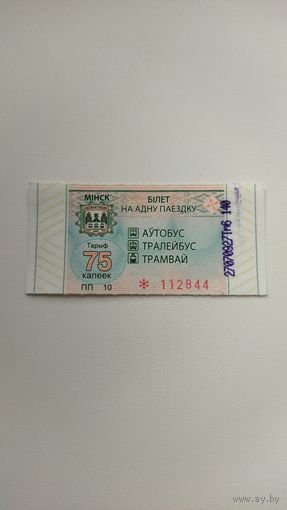 МІНСК
БІЛЕТ
НА АДНУ ПАЕЗДКУ
Тарыф
75
капеек
ПП 10
АЎТОБУС
ТРАЛЕЙБУС
ТРАМВАЙ
* 112844
www.ay.by